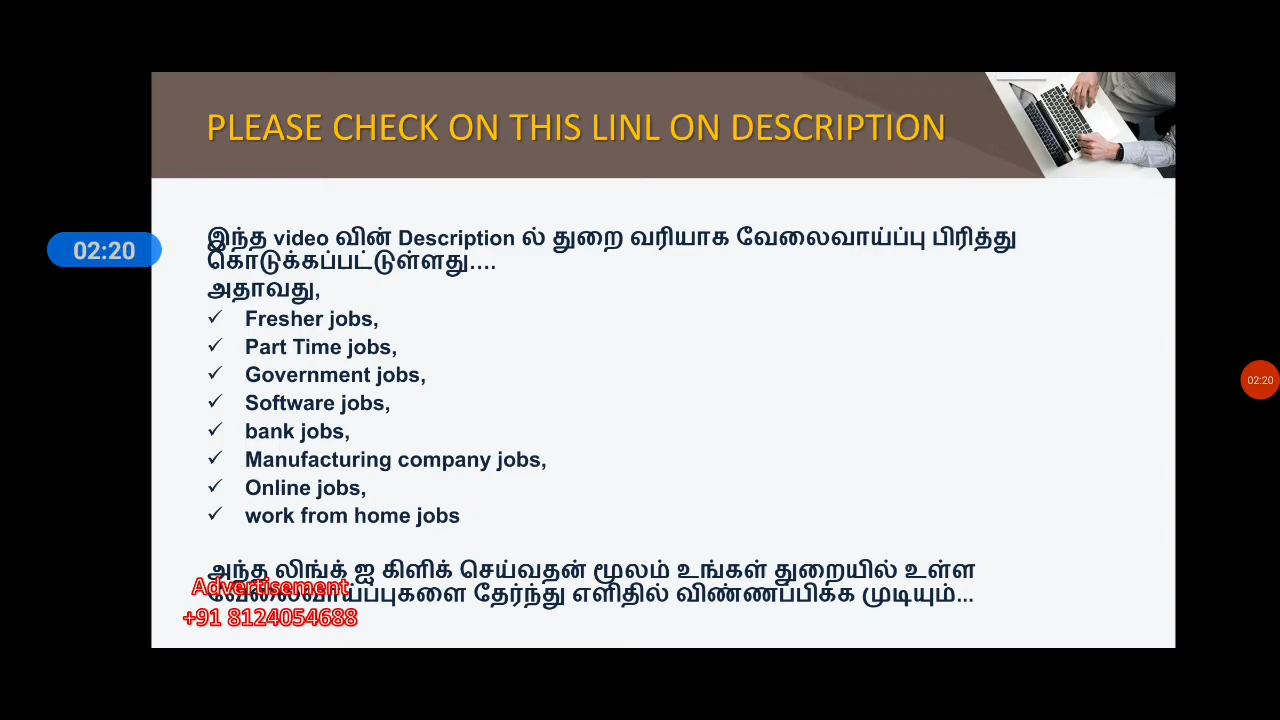 PLEASE CHECK ON THIS LINL ON DESCRIPTION
இந்த video வின் Description ல் துறை வரியாக வேலைவாய்ப்பு பிரித்து
கொடுக்கப்பட்டுள்ளது....
அதாவது,
✓ Fresher jobs,
✓ Part Time jobs,
✓ Government jobs,
✓ Software jobs,
✓ bank jobs,
✓ Manufacturing company jobs,
✓ Online jobs,
✓ work from home jobs
அந்த லிங்க் ஐ கிளிக் செய்வதன் மூலம் உங்கள் துறையில் உள்ள
வேலைவாய்ப்புகளை தேர்ந்து எளிதில் விண்ணப்பிக்க முடியும்...
Advertisement
+91 8124054688
02:20
02:20